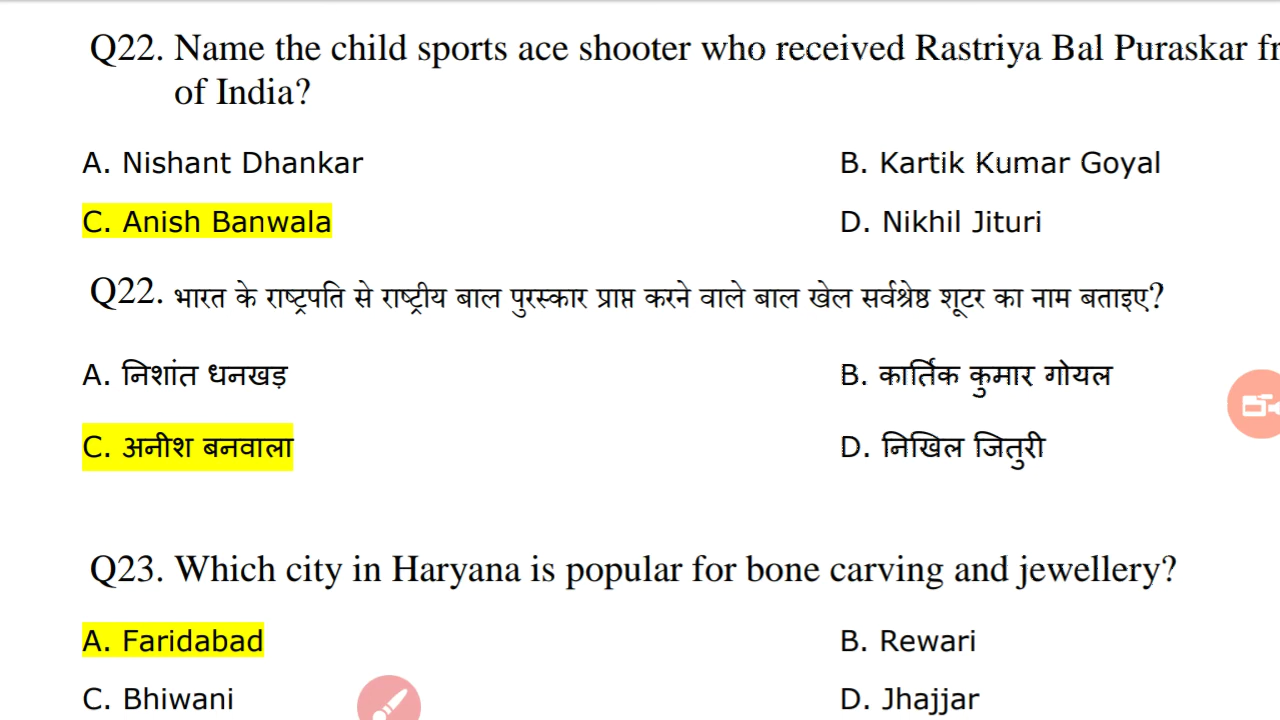 Q22. Name the child sports ace shooter who received Rastriya Bal Puraskar fr
of India?
A. Nishant Dhankar
B. Kartik Kumar Goyal
C. Anish Banwala
D. Nikhil Jituri
Q22. भारत के राष्ट्रपति से राष्ट्रीय बाल पुरस्कार प्राप्त करने वाले बाल खेल सर्वश्रेष्ठ शूटर का नाम बताइए?
A. निशांत धनखड़
B. कार्तिक कुमार गोयल
C. अनीश बनवाला
D. निखिल जितुरी
Q23. Which city in Haryana is popular for bone carving and jewellery?
A. Faridabad
B. Rewari
C. Bhiwani
D. Jhajjar